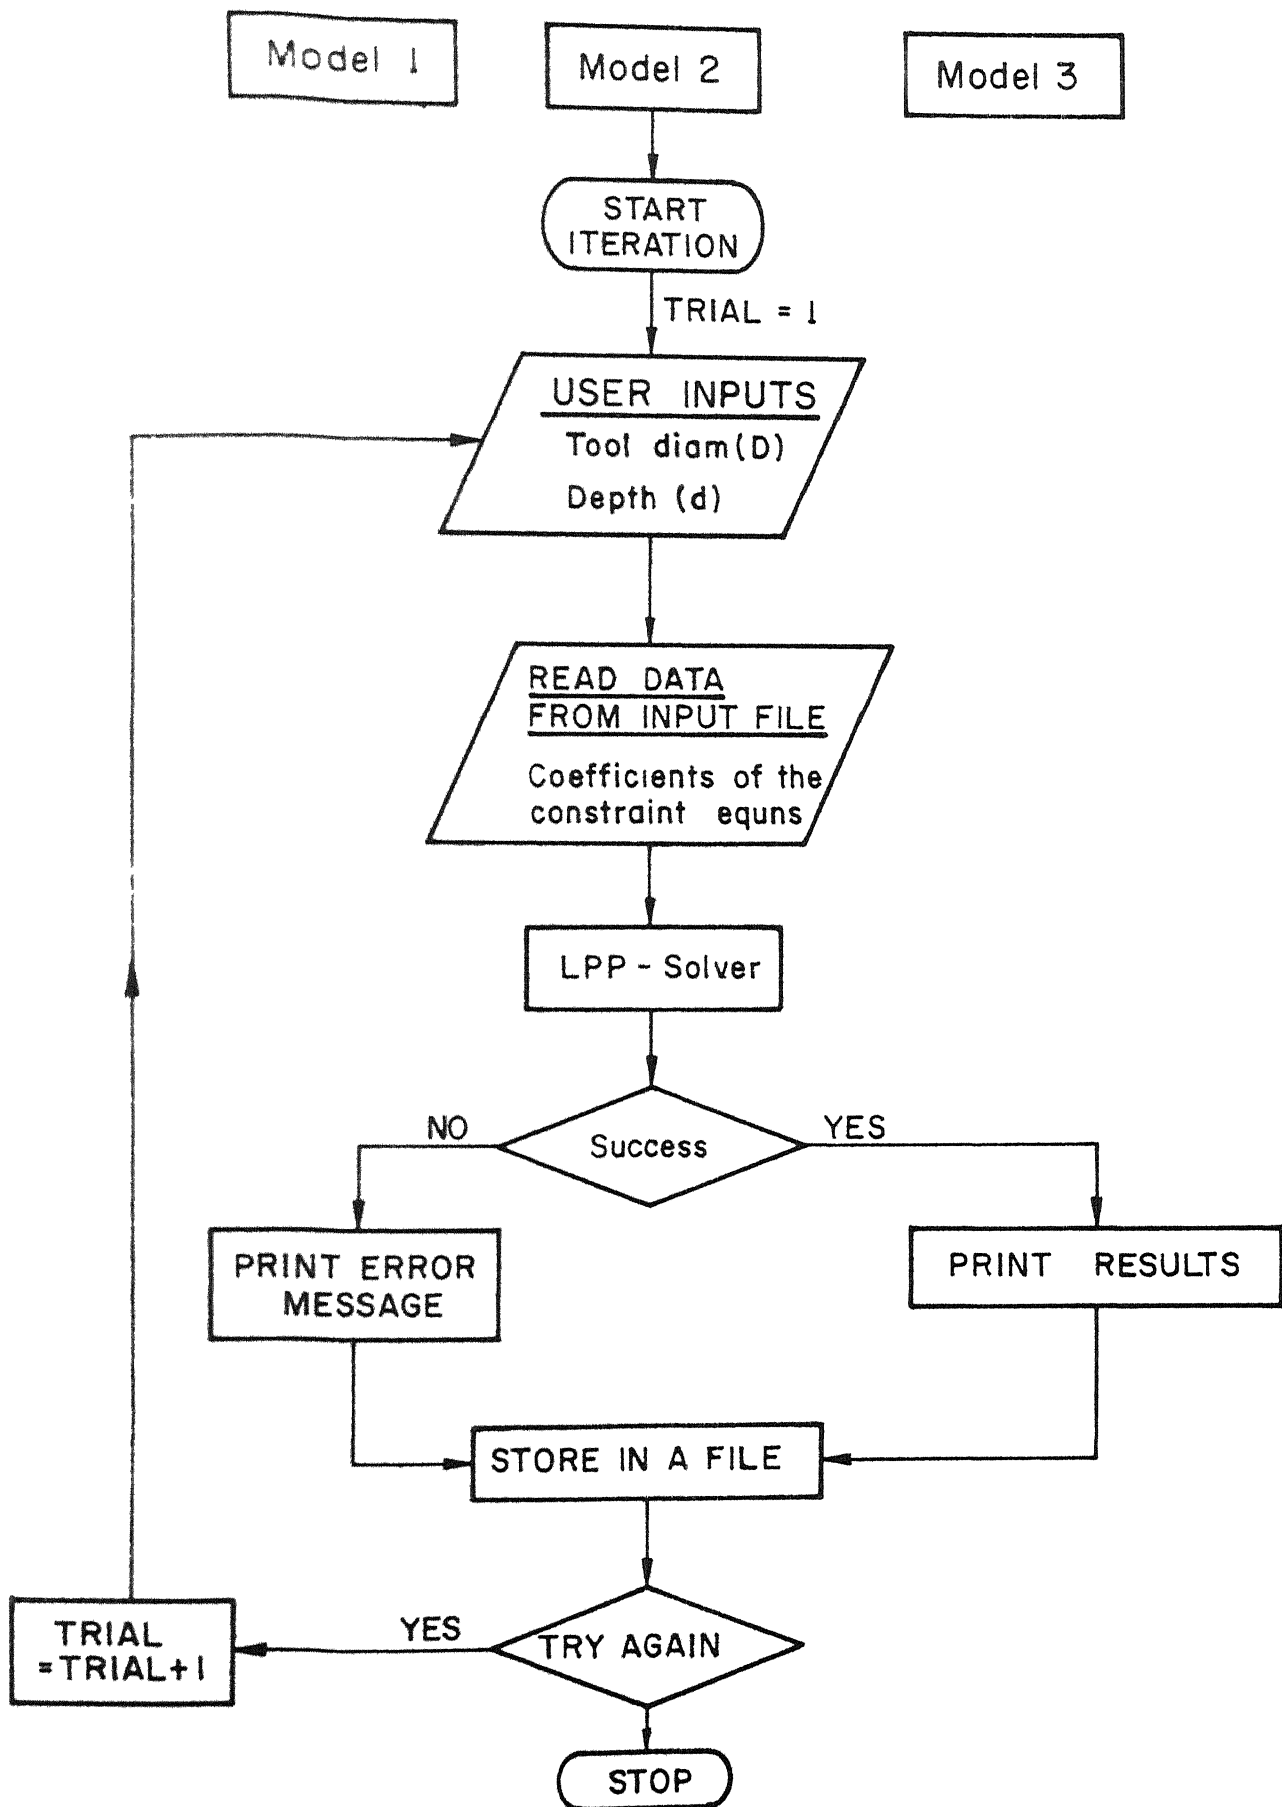 Model 1
Model 2
Model 3
START
ITERATION
TRIAL = 1
USER INPUTS
Tool diam(D)
Depth (d)
READ DATA
FROM INPUT FILE
Coefficients of the
constraint equns
LPP - Solver
NO
Success
YES
PRINT ERROR
MESSAGE
PRINT RESULTS
STORE IN A FILE
TRIAL
=TRIAL+1
YES
TRY AGAIN
STOP